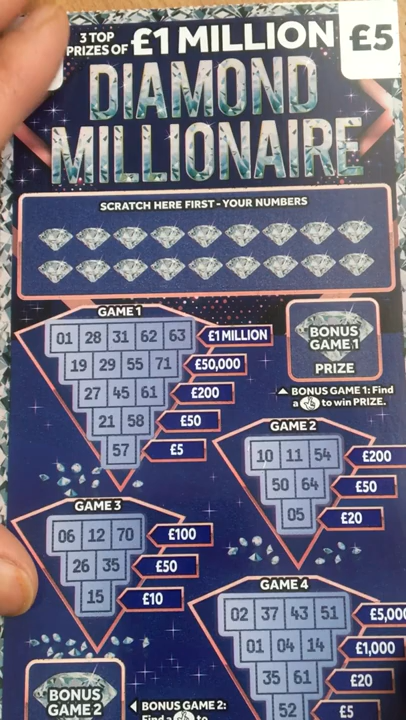 3 TOP
PRIZES OF £1 MILLION
£5
DIAMOND
MILLIONAIRE
SCRATCH HERE FIRST - YOUR NUMBERS
GAME 1
01 28 31 62 63 £1 MILLION
19 29 55 71 £50,000
27 45 61 £200
21 58 £50
57 £5
BONUS
GAME 1
PRIZE
BONUS GAME 1: Find
a to win PRIZE.
GAME 2
10 11 54 £200
50 64 £50
05 £20
GAME 3
06 12 70 £100
26 35 £50
15 £10
GAME 4
02 37 43 51 £5,000
01 04 14 £1,000
35 61 £20
52 £5
BONUS
GAME 2
BONUS GAME 2:
Find a to